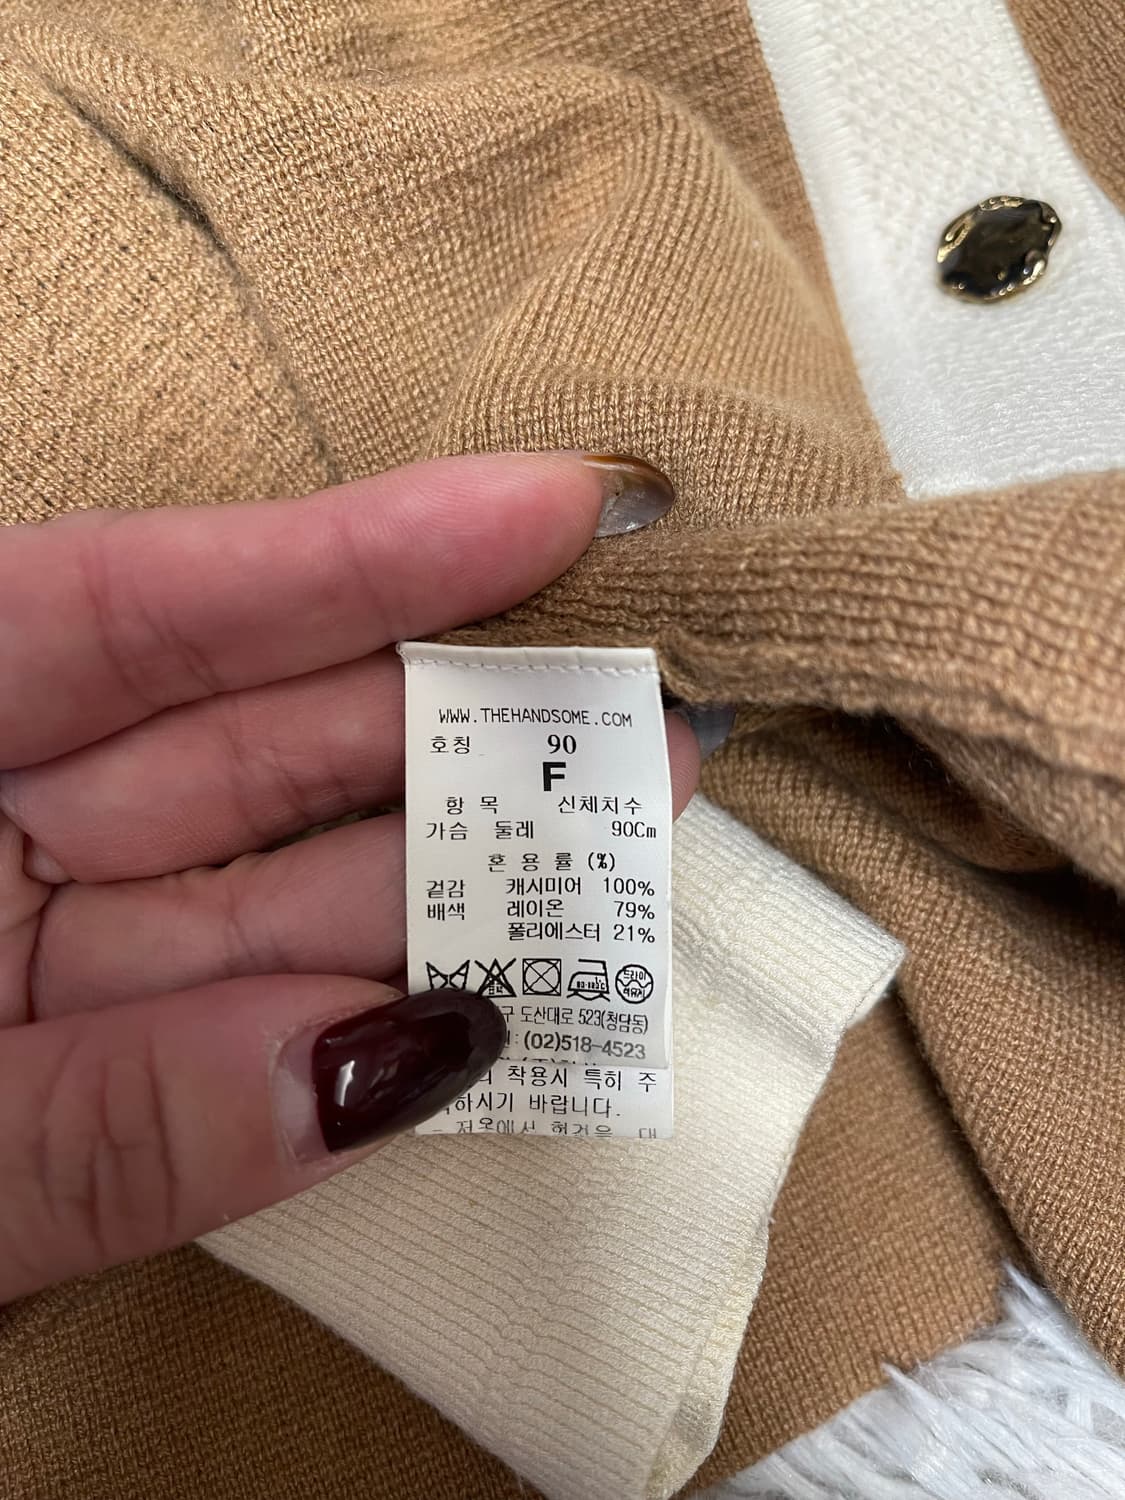 WWW.THEHANDSOME.COM
호칭 90
F
항 목 신체치수
가슴 둘레 90Cm
혼 용 률 (%)
겉감 캐시미어 100%
배색 레이온 79%
폴리에스터 21%
도산대로 523(청담동)
(02)518-4523
착용시 특히 주
하시기 바랍니다.